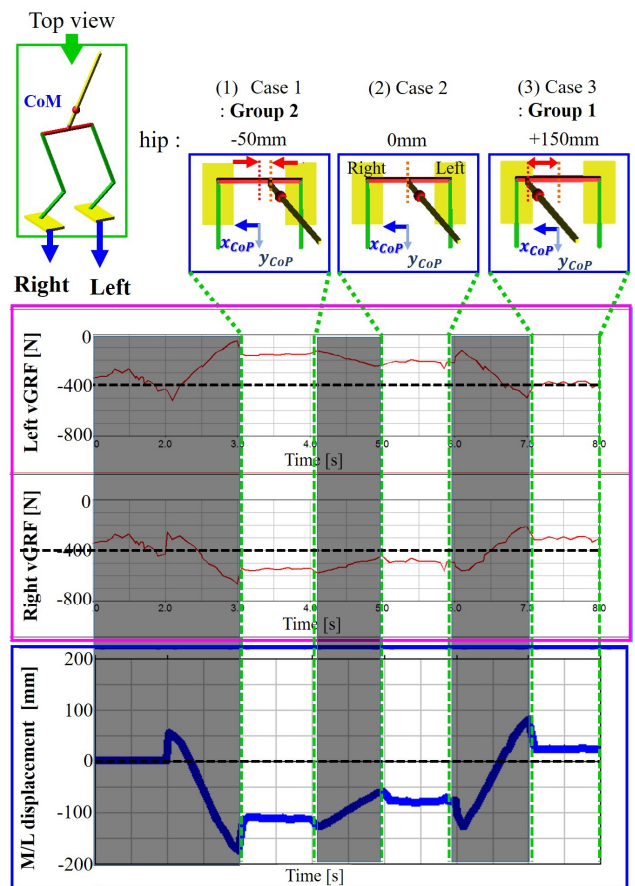 Top view
CoM
Right Left
(1) Case 1 (2) Case 2 (3) Case 3
: Group 2 : Group 1
hip : -50mm 0mm +150mm
Right Left
xCoP xCoP xCoP
yCoP yCoP yCoP
Left vGRF [N]
0
-400
-800
0 1.0 2.0 3.0 4.0 5.0 6.0 7.0 8.0
Time [s]
Right vGRF [N]
0
-400
-800
0 1.0 2.0 3.0 4.0 5.0 6.0 7.0 8.0
Time [s]
M/L displacement [mm]
200
100
0
-100
-200
Time [s]